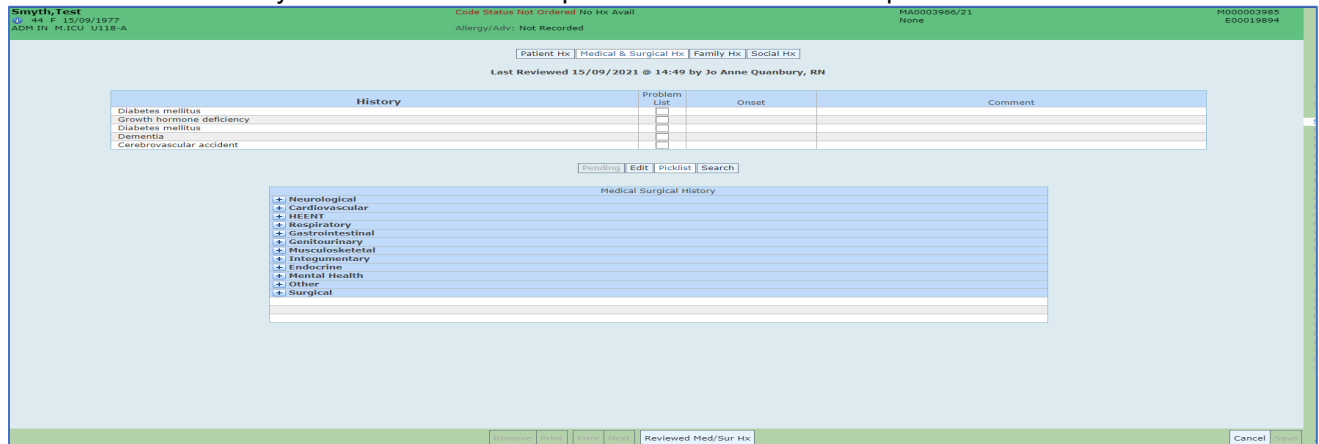 Smyth,Test Code Status Not Ordered No Hx Avail MA0003966/21 M000003985
44 F 15/09/1977 None E00019894
ADM IN M.ICU U118-A Allergy/Adv: Not Recorded
Patient Hx Medical & Surgical Hx Family Hx Social Hx
Last Reviewed 15/09/2021 @ 14:49 by Jo Anne Quanbury, RN
History Problem List Onset Comment
Diabetes mellitus
Growth hormone deficiency
Diabetes mellitus
Dementia
Cerebrovascular accident
Pending Edit Picklist Search
Medical Surgical History
+ Neurological
+ Cardiovascular
+ HEENT
+ Respiratory
+ Gastrointestinal
+ Genitourinary
+ Musculosketetal
+ Integumentary
+ Endocrine
+ Mental Health
+ Other
+ Surgical
Remove Print Prior Next Reviewed Med/Sur Hx Cancel Save